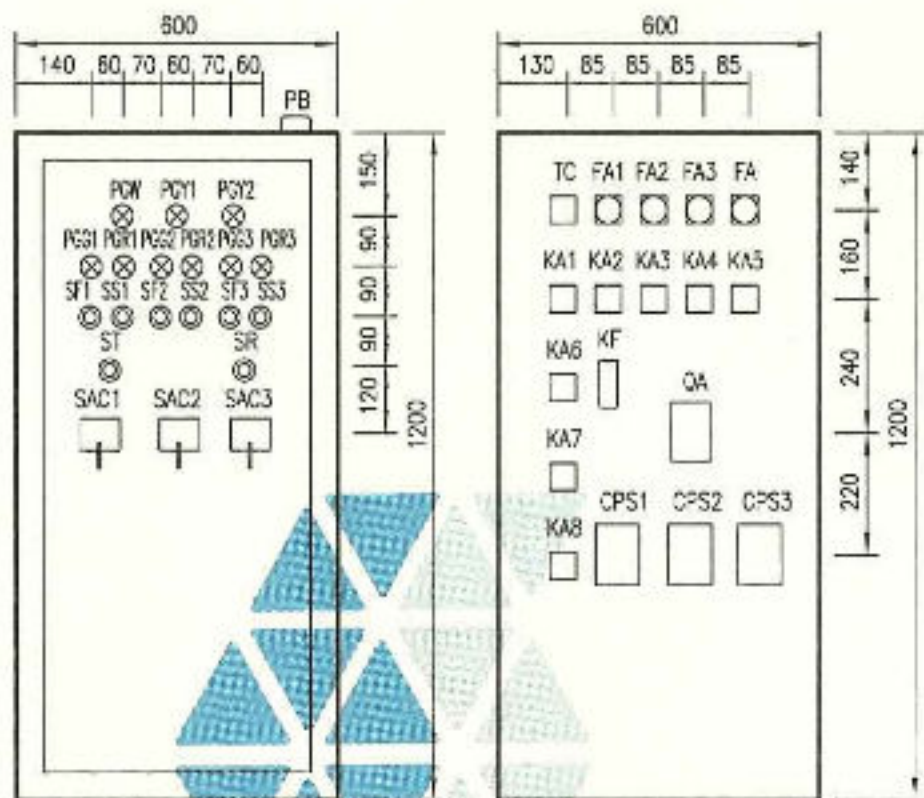 600
140 60 70 60 70 60
PB
PGW PGY1 PGY2
PGG1 PGR1 PGG2 PGR2 PGG3 PGR3
SF1 SS1 SF2 SS2 SF3 SS3
ST SR
SAC1 SAC2 SAC3
150
90
90
90
120
1200
600
130 85 85 85 85
TC FA1 FA2 FA3 FA
KA1 KA2 KA3 KA4 KA5
KA6 KF
QA
KA7
CPS1 CPS2 CPS3
KA8
140
160
240
220
1200